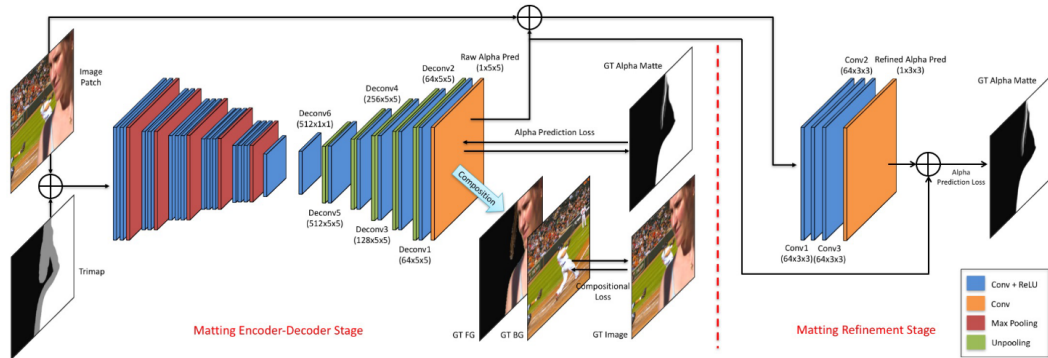 Image
Patch
Trimap
Deconv6
(512x1x1)
Deconv5
(512x5x5)
Deconv4
(256x5x5)
Deconv3
(128x5x5)
Deconv2
(64x5x5)
Deconv1
(64x5x5)
Raw Alpha Pred
(1x5x5)
Composition
Alpha Prediction Loss
GT Alpha Matte
Compositional
Loss
GT FG
GT BG
GT Image
Matting Encoder-Decoder Stage
Conv2
(64x3x3)
Refined Alpha Pred
(1x3x3)
Conv1
(64x3x3)
Conv3
(64x3x3)
GT Alpha Matte
Alpha
Prediction Loss
Matting Refinement Stage
Conv + ReLU
Conv
Max Pooling
Unpooling